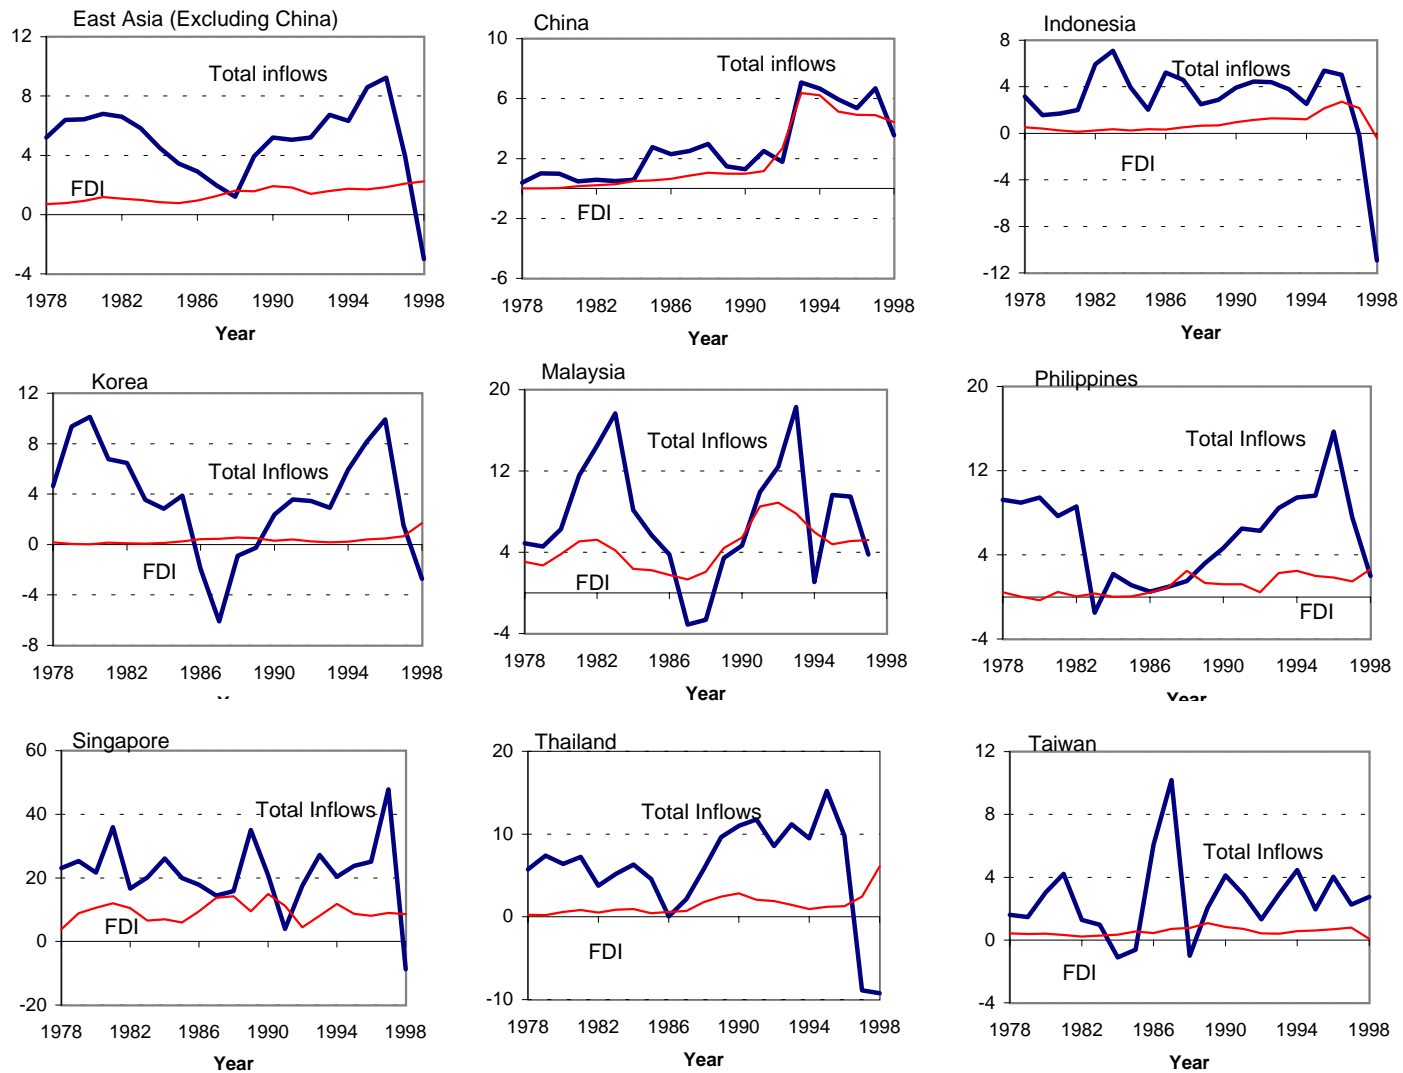 East Asia (Excluding China)
12
8
4
0
-4
Total inflows
FDI
1978 1982 1986 1990 1994 1998
Year
China
10
6
2
-2
-6
Total inflows
FDI
1978 1982 1986 1990 1994 1998
Year
Indonesia
8
4
0
-4
-8
-12
Total inflows
FDI
1978 1982 1986 1990 1994 1998
Year
Korea
12
8
4
0
-4
-8
Total Inflows
FDI
1978 1982 1986 1990 1994 1998
Malaysia
20
12
4
-4
Total Inflows
FDI
1978 1982 1986 1990 1994 1998
Year
Philippines
20
12
4
-4
Total Inflows
FDI
1978 1982 1986 1990 1994 1998
Year
Singapore
60
40
20
0
-20
Total Inflows
FDI
1978 1982 1986 1990 1994 1998
Year
Thailand
20
10
0
-10
Total Inflows
FDI
1978 1982 1986 1990 1994 1998
Year
Taiwan
12
8
4
0
-4
Total Inflows
FDI
1978 1982 1986 1990 1994 1998
Year